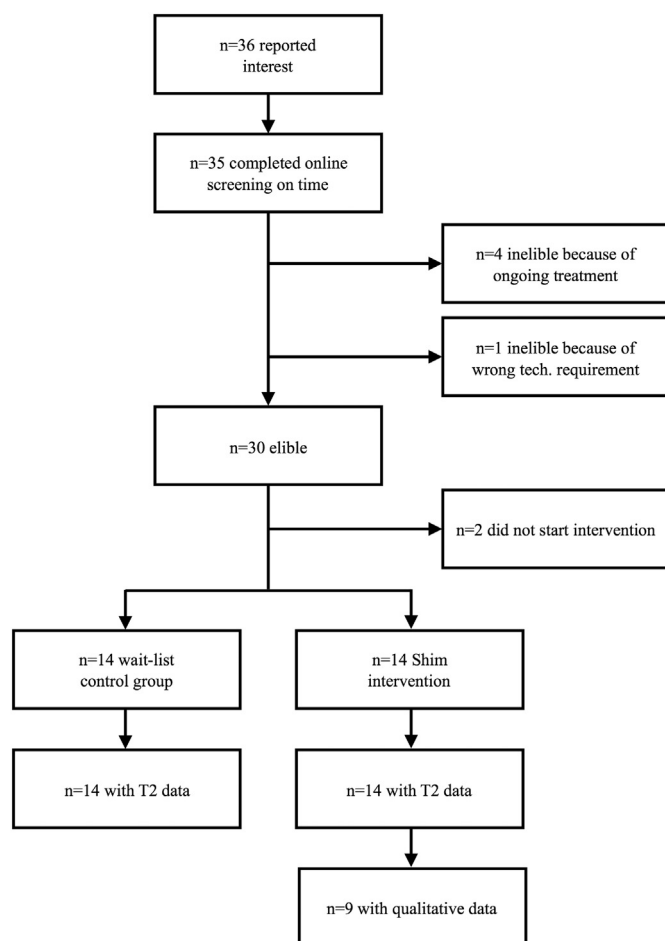 n=36 reported
interest
n=35 completed online
screening on time
n=4 inelible because of
ongoing treatment
n=1 inelible because of
wrong tech. requirement
n=30 elible
n=2 did not start intervention
n=14 wait-list
control group
n=14 Shim
intervention
n=14 with T2 data
n=14 with T2 data
n=9 with qualitative data